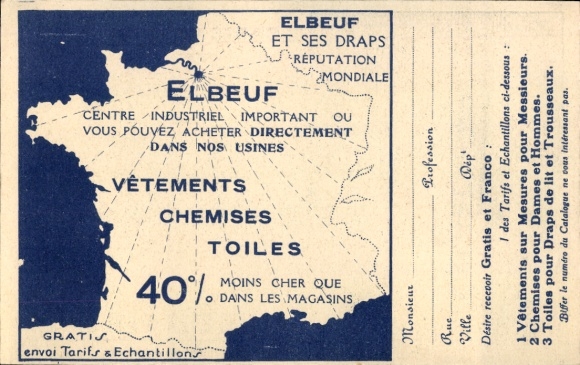 ELBEUF
ET SES DRAPS
RÉPUTATION
MONDIALE
ELBEUF
CENTRE INDUSTRIEL IMPORTANT OU
VOUS POUVEZ ACHETER DIRECTEMENT
DANS NOS USINES
VÊTEMENTS
CHEMISES
TOILES
40% MOINS CHER QUE
DANS LES MAGASINS
GRATIS
envoi Tarifs & Echantillons
Monsieur
Profession
Rue
Ville Dépt
Désire recevoir Gratis et Franco :
1 des Tarifs et Echantillons ci-dessous :
1 Vêtements sur Mesures pour Messieurs.
2 Chemises pour Dames et Hommes.
3 Toiles pour Draps de lit et Trousseaux.
Biffer le numéro du Catalogue ne vous intéressant pas.